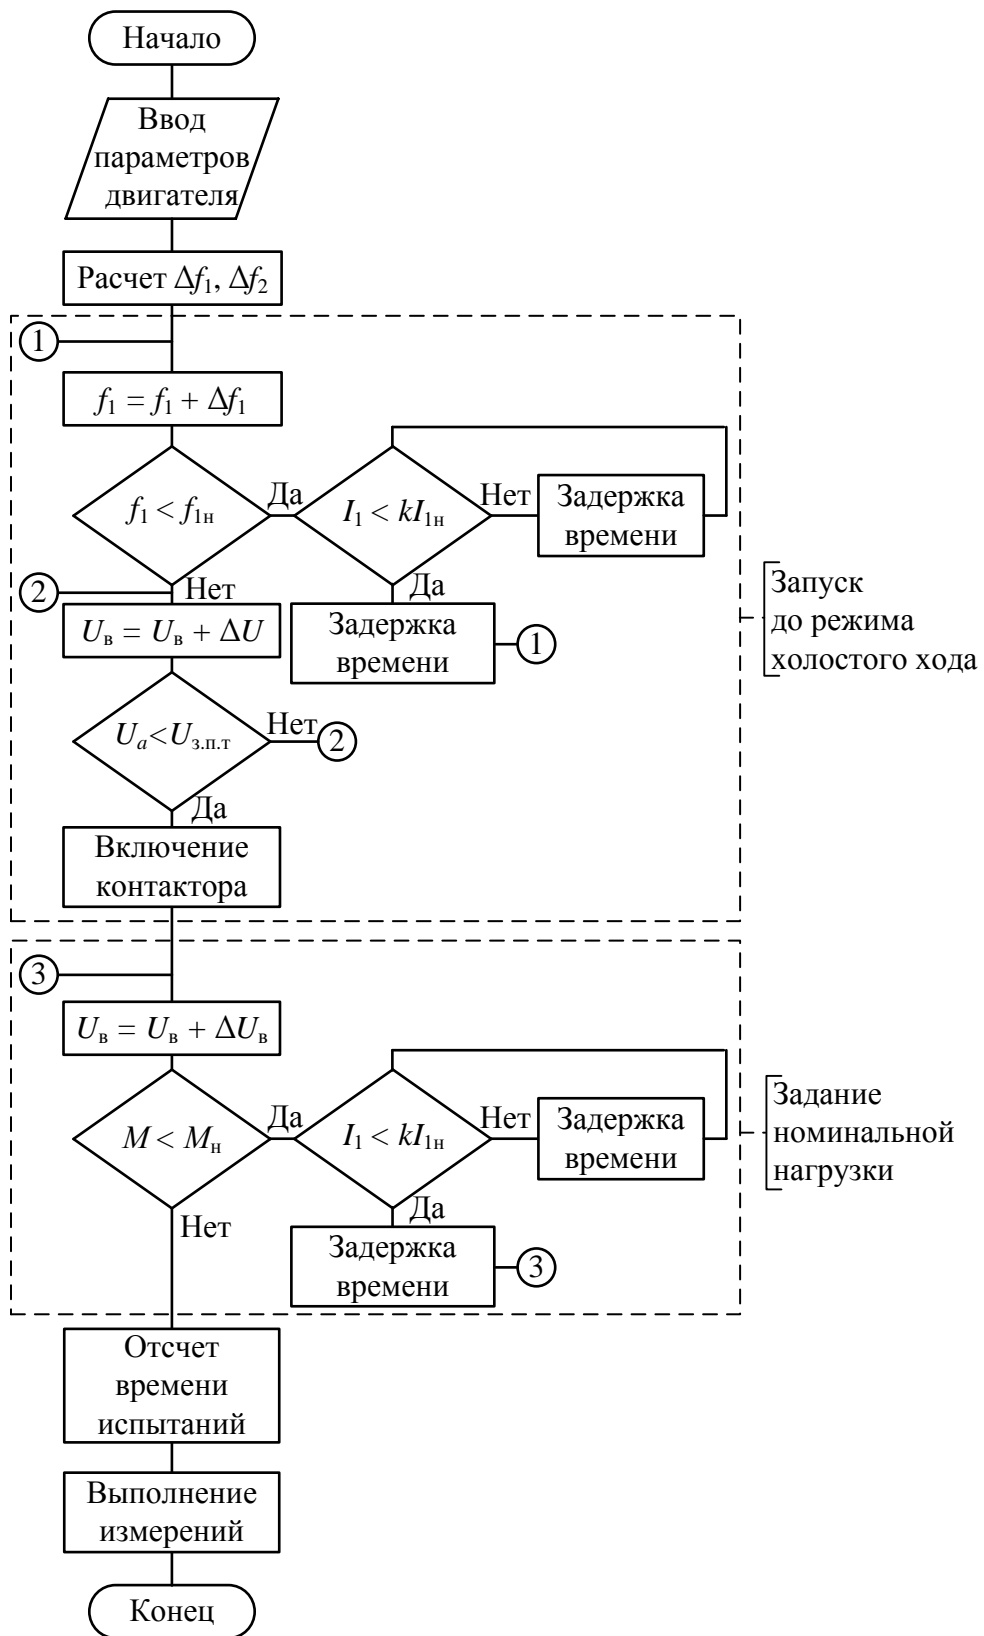 Начало
Ввод
параметров
двигателя
Расчет Δf₁, Δf₂
1
f₁ = f₁ + Δf₁
f₁ < f₁н
Да
I₁ < kI₁н
Нет
Задержка
времени
Да
Задержка
времени
1
Нет
2
Uв = Uв + ΔU
Uа<Uз.п.т
Нет
2
Да
Включение
контактора
Запуск
до режима
холостого хода
3
Uв = Uв + ΔUв
M < Mн
Да
I₁ < kI₁н
Нет
Задержка
времени
Да
Задержка
времени
3
Нет
Задание
номинальной
нагрузки
Отсчет
времени
испытаний
Выполнение
измерений
Конец